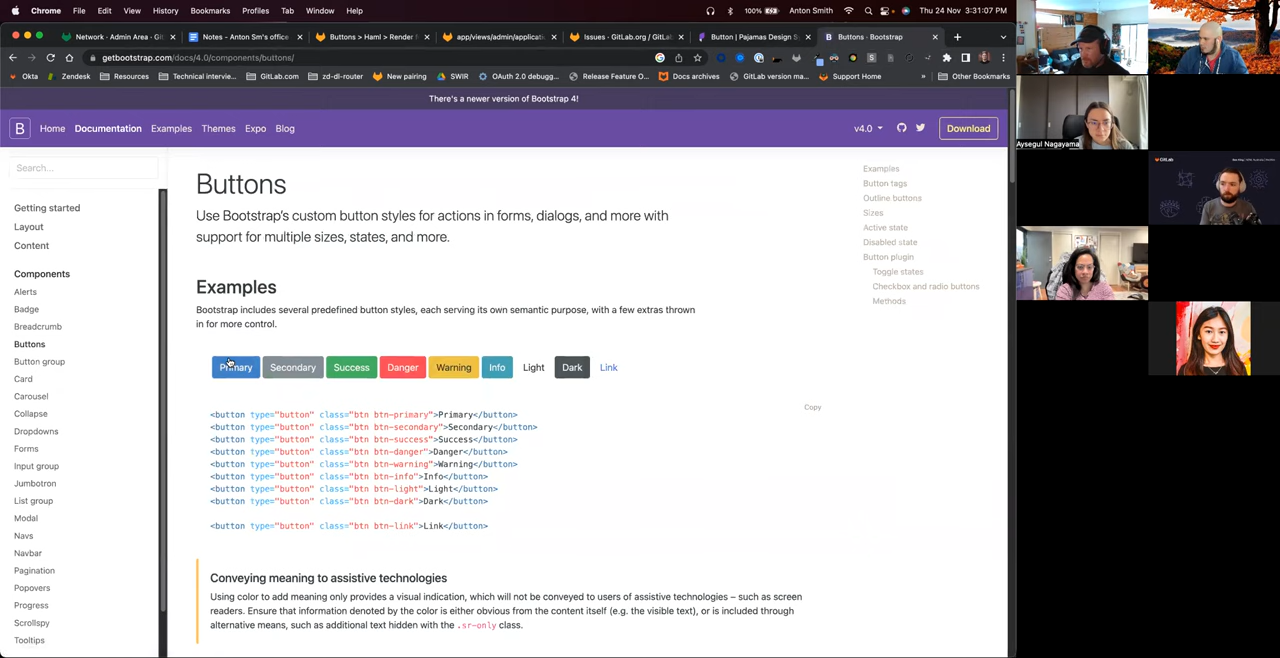 Chrome File Edit View History Bookmarks Profiles Tab Window Help 100% Anton Smith Thu 24 Nov 3:31:07 PM
Network · Admin Area · Git Notes - Anton Sm's office Buttons > Haml > Render app/views/admin/applicati Issues · GitLab.org / GitLab Button | Pajamas Design S Buttons · Bootstrap
getbootstrap.com/docs/4.0/components/buttons/
Okta Zendesk Resources Technical intervie... GitLab.com zd-dl-router New pairing SWIR OAuth 2.0 debugg... Release Feature O... Docs archives GitLab version ma... Support Home » Other Bookmarks
There's a newer version of Bootstrap 4!
B Home Documentation Examples Themes Expo Blog v4.0 Download
Search...
Getting started
Layout
Content
Components
Alerts
Badge
Breadcrumb
Buttons
Button group
Card
Carousel
Collapse
Dropdowns
Forms
Input group
Jumbotron
List group
Modal
Navs
Navbar
Pagination
Popovers
Progress
Scrollspy
Tooltips
Buttons
Use Bootstrap's custom button styles for actions in forms, dialogs, and more with
support for multiple sizes, states, and more.
Examples
Bootstrap includes several predefined button styles, each serving its own semantic purpose, with a few extras thrown
in for more control.
Primary Secondary Success Danger Warning Info Light Dark Link
Copy
<button type="button" class="btn btn-primary">Primary</button>
<button type="button" class="btn btn-secondary">Secondary</button>
<button type="button" class="btn btn-success">Success</button>
<button type="button" class="btn btn-danger">Danger</button>
<button type="button" class="btn btn-warning">Warning</button>
<button type="button" class="btn btn-info">Info</button>
<button type="button" class="btn btn-light">Light</button>
<button type="button" class="btn btn-dark">Dark</button>
<button type="button" class="btn btn-link">Link</button>
Conveying meaning to assistive technologies
Using color to add meaning only provides a visual indication, which will not be conveyed to users of assistive technologies – such as screen
readers. Ensure that information denoted by the color is either obvious from the content itself (e.g. the visible text), or is included through
alternative means, such as additional text hidden with the .sr-only class.
Examples
Button tags
Outline buttons
Sizes
Active state
Disabled state
Button plugin
Toggle states
Checkbox and radio buttons
Methods
Aysegul Nagayama
GitLab